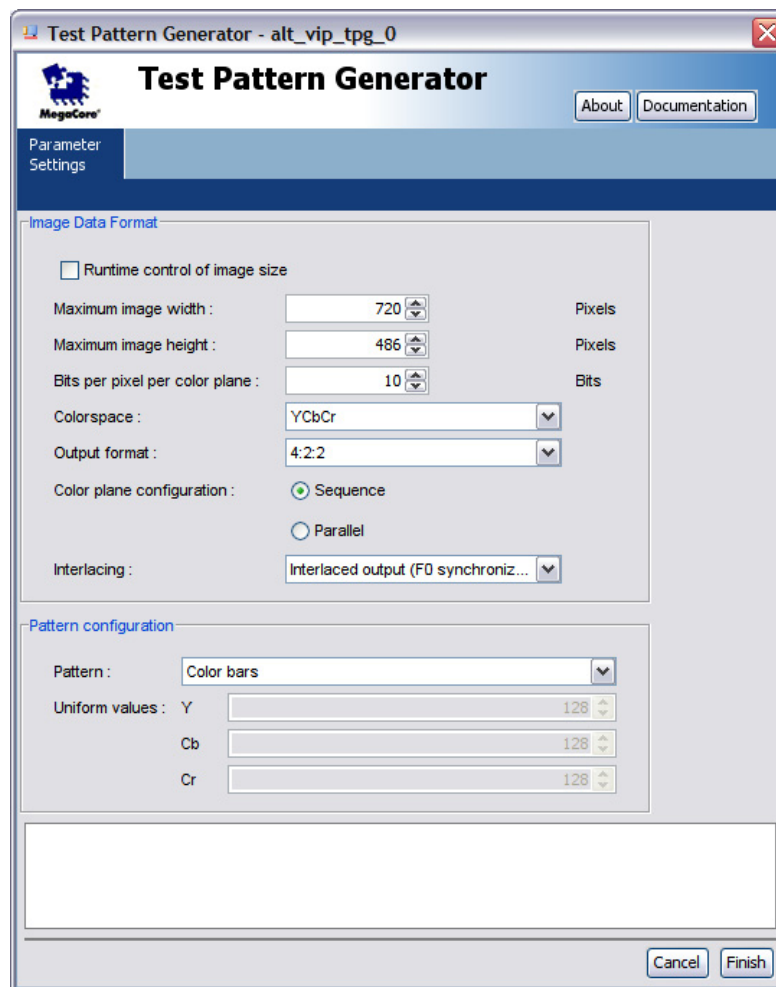 Test Pattern Generator - alt_vip_tpg_0
MegaCore®
Test Pattern Generator
About
Documentation
Parameter
Settings
Image Data Format
Runtime control of image size
Maximum image width : 720 Pixels
Maximum image height : 486 Pixels
Bits per pixel per color plane : 10 Bits
Colorspace : YCbCr
Output format : 4:2:2
Color plane configuration : Sequence
Parallel
Interlacing : Interlaced output (F0 synchroniz...
Pattern configuration
Pattern : Color bars
Uniform values : Y 128
Cb 128
Cr 128
Cancel Finish